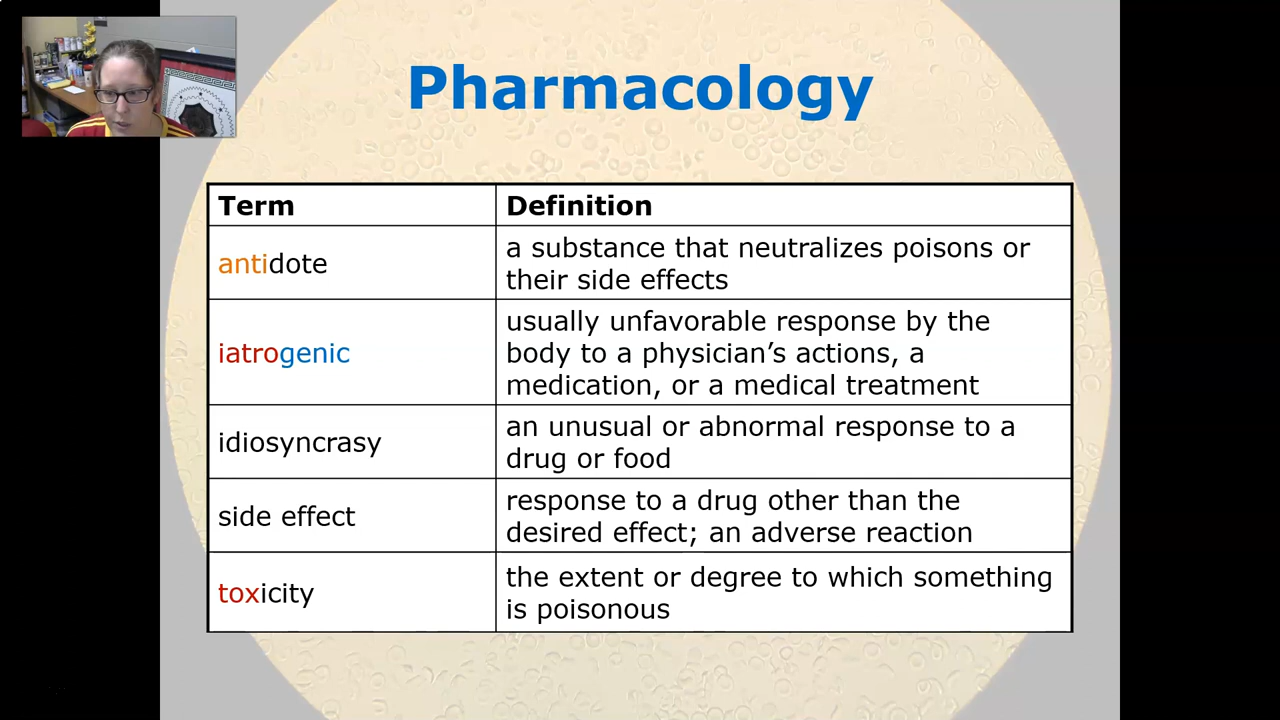 Pharmacology
Term
Definition
antidote
a substance that neutralizes poisons or
their side effects
iatrogenic
usually unfavorable response by the
body to a physician’s actions, a
medication, or a medical treatment
idiosyncrasy
an unusual or abnormal response to a
drug or food
side effect
response to a drug other than the
desired effect; an adverse reaction
toxicity
the extent or degree to which something
is poisonous